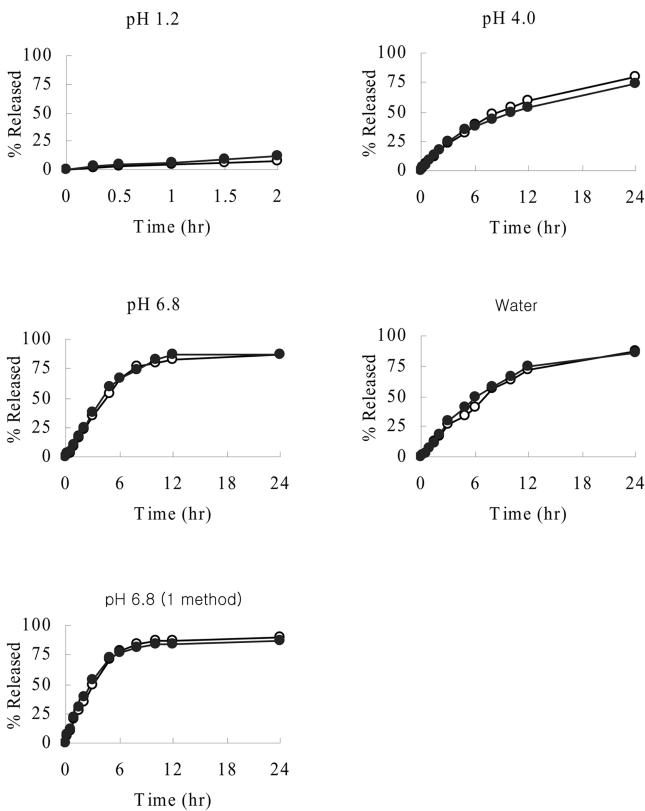 pH 1.2
% Released
100
75
50
25
0
0 0.5 1 1.5 2
Time (hr)
pH 4.0
% Released
100
75
50
25
0
0 6 12 18 24
Time (hr)
pH 6.8
% Released
100
75
50
25
0
0 6 12 18 24
Time (hr)
Water
% Released
100
75
50
25
0
0 6 12 18 24
Time (hr)
pH 6.8 (1 method)
% Released
100
75
50
25
0
0 6 12 18 24
Time (hr)